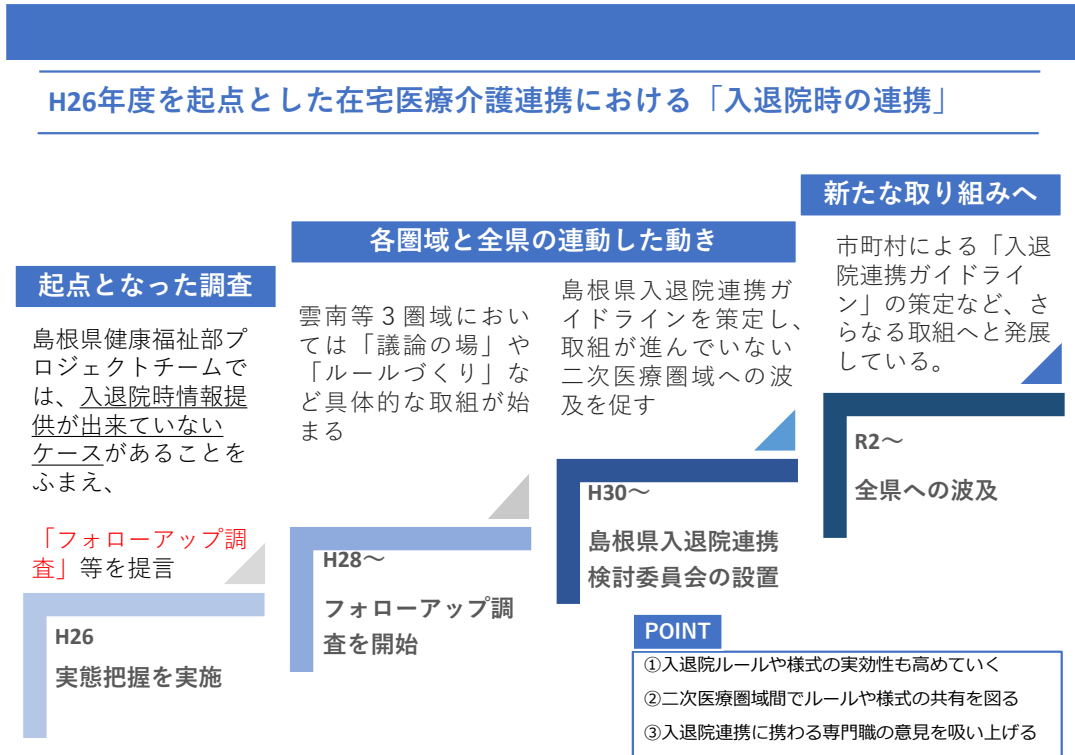 H26年度を起点とした在宅医療介護連携における「入退院時の連携」
起点となった調査
島根県健康福祉部プ
ロジェクトチームで
は、入退院時情報提
供が出来ていない
ケースがあることを
ふまえ、
「フォローアップ調
査」等を提言
H26
実態把握を実施
各圏域と全県の連動した動き
雲南等３圏域におい
ては「議論の場」や
「ルールづくり」な
ど具体的な取組が始
まる
H28～
フォローアップ調
査を開始
島根県入退院連携ガ
イドラインを策定し、
取組が進んでいない
二次医療圏域への波
及を促す
H30～
島根県入退院連携
検討委員会の設置
新たな取り組みへ
市町村による「入退
院連携ガイドライ
ン」の策定など、さ
らなる取組へと発展
している。
R2～
全県への波及
POINT
①入退院ルールや様式の実効性も高めていく
②二次医療圏域間でルールや様式の共有を図る
③入退院連携に携わる専門職の意見を吸い上げる